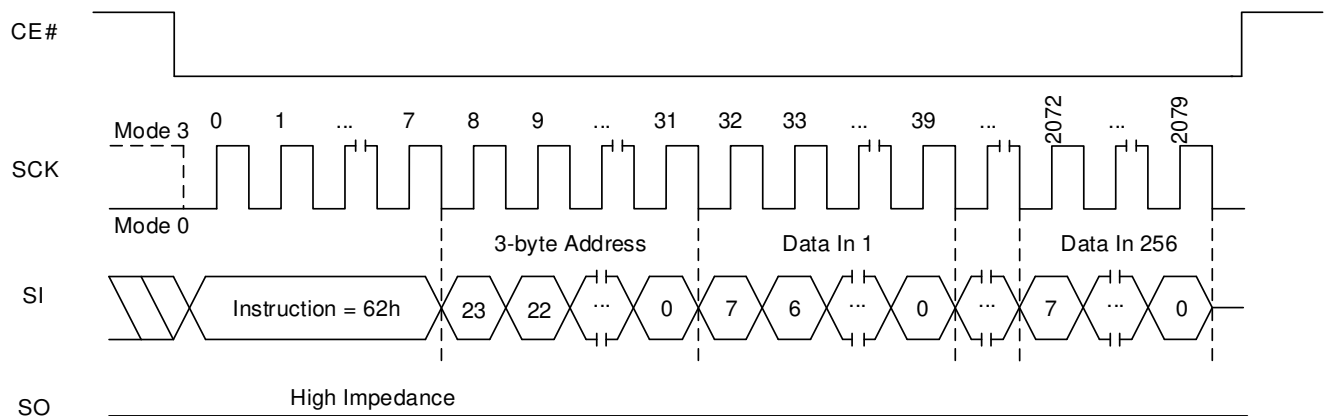 CE#
0 1 ... 7 8 9 ... 31 32 33 ... 39 ... 2072 ... 2079
Mode 3
SCK
Mode 0
3-byte Address Data In 1 Data In 256
SI Instruction = 62h 23 22 ... 0 7 6 ... 0 ... 7 ... 0
High Impedance
SO